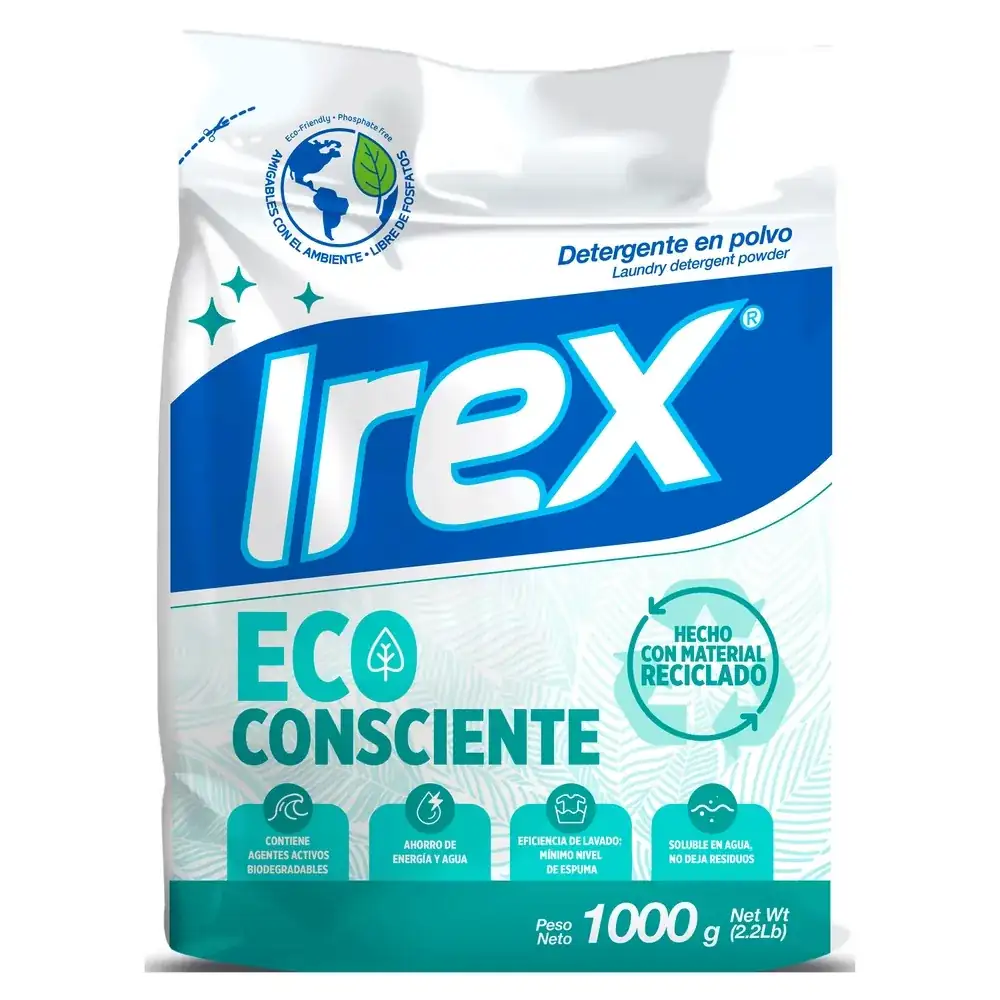 Eco-Friendly • Phosphate free
AMIGABLES CON EL AMBIENTE • LIBRE DE FOSFATOS
Detergente en polvo
Laundry detergent powder
Irex®
ECO
CONSCIENTE
HECHO
CON MATERIAL
RECICLADO
CONTIENE
AGENTES ACTIVOS
BIODEGRADABLES
AHORRO DE
ENERGÍA Y AGUA
EFICIENCIA DE LAVADO:
MÍNIMO NIVEL
DE ESPUMA
SOLUBLE EN AGUA,
NO DEJA RESIDUOS
Peso
Neto
1000 g
Net Wt
(2.2Lb)